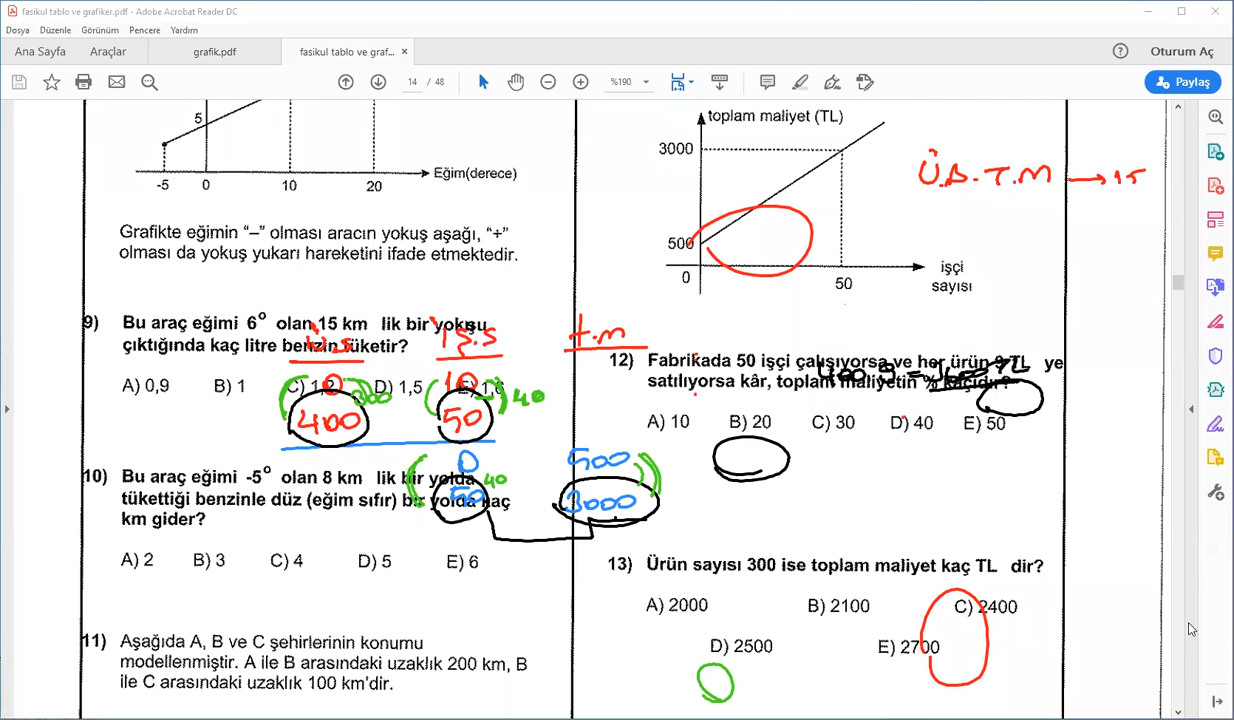 fasikul tablo ve grafiker.pdf - Adobe Acrobat Reader DC
Dosya Düzenle Görünüm Pencere Yardım
Ana Sayfa Araçlar grafik.pdf fasikul tablo ve graf... × Oturum Aç
14 / 48 %190 Paylaş
5
-5 0 10 20 Eğim(derece)
Grafikte eğimin “–” olması aracın yokuş aşağı, “+”
olması da yokuş yukarı hareketini ifade etmektedir.
9) Bu araç eğimi 6° olan 15 km lik bir yokuşu
çıktığında kaç litre benzin tüketir?
A) 0,9 B) 1 C) 1,2 D) 1,5 E) 1,6
Ü.S İŞ.S t.m
0 10
300 40
400 50
0 500
40
50 3000
10) Bu araç eğimi -5° olan 8 km lik bir yolda
tükettiği benzinle düz (eğim sıfır) bir yolda kaç
km gider?
A) 2 B) 3 C) 4 D) 5 E) 6
11) Aşağıda A, B ve C şehirlerinin konumu
modellenmiştir. A ile B arasındaki uzaklık 200 km, B
ile C arasındaki uzaklık 100 km'dir.
toplam maliyet (TL)
3000
500
0 50
işçi
sayısı
Ü.B.T.M → 15
12) Fabrikada 50 işçi çalışıyorsa ve her ürün 9 TL ye
satılıyorsa kâr, toplam maliyetin % kaçıdır?
A) 10 B) 20 C) 30 D) 40 E) 50
13) Ürün sayısı 300 ise toplam maliyet kaç TL dir?
A) 2000 B) 2100 C) 2400
D) 2500 E) 2700